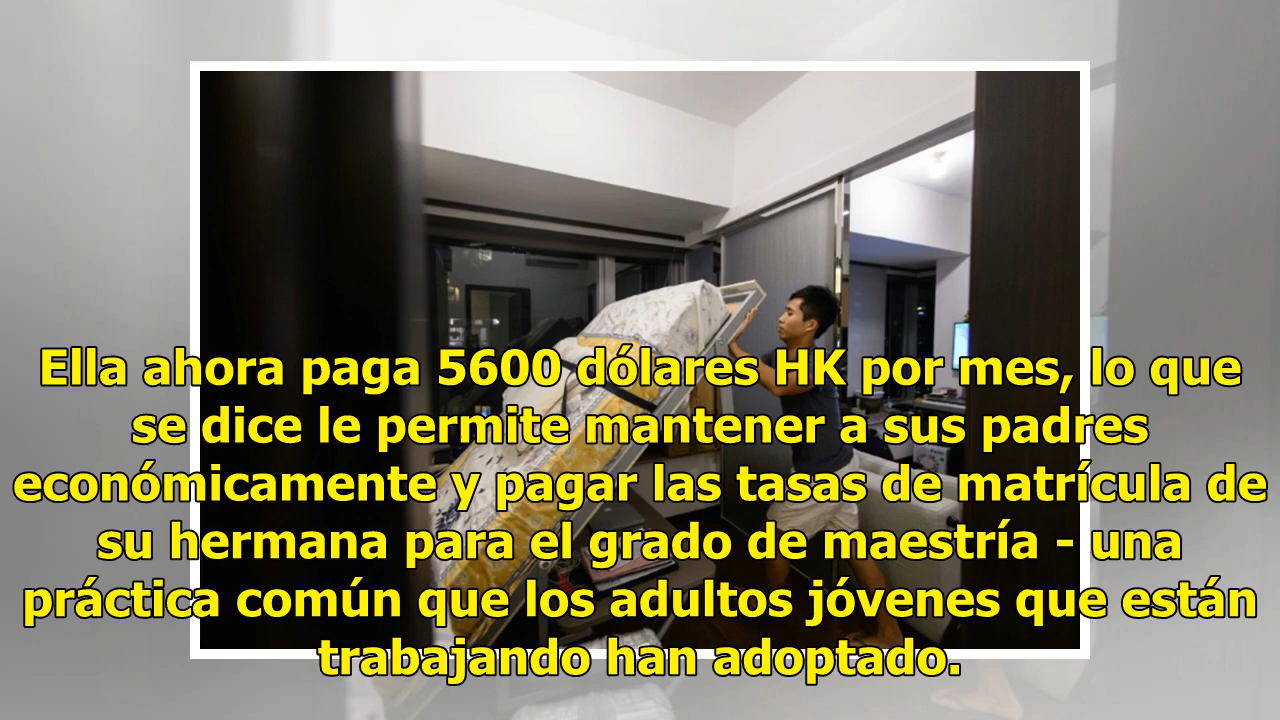 Ella ahora paga 5600 dólares HK por mes, lo que
se dice le permite mantener a sus padres
económicamente y pagar las tasas de matrícula de
su hermana para el grado de maestría - una
práctica común que los adultos jóvenes que están
trabajando han adoptado.